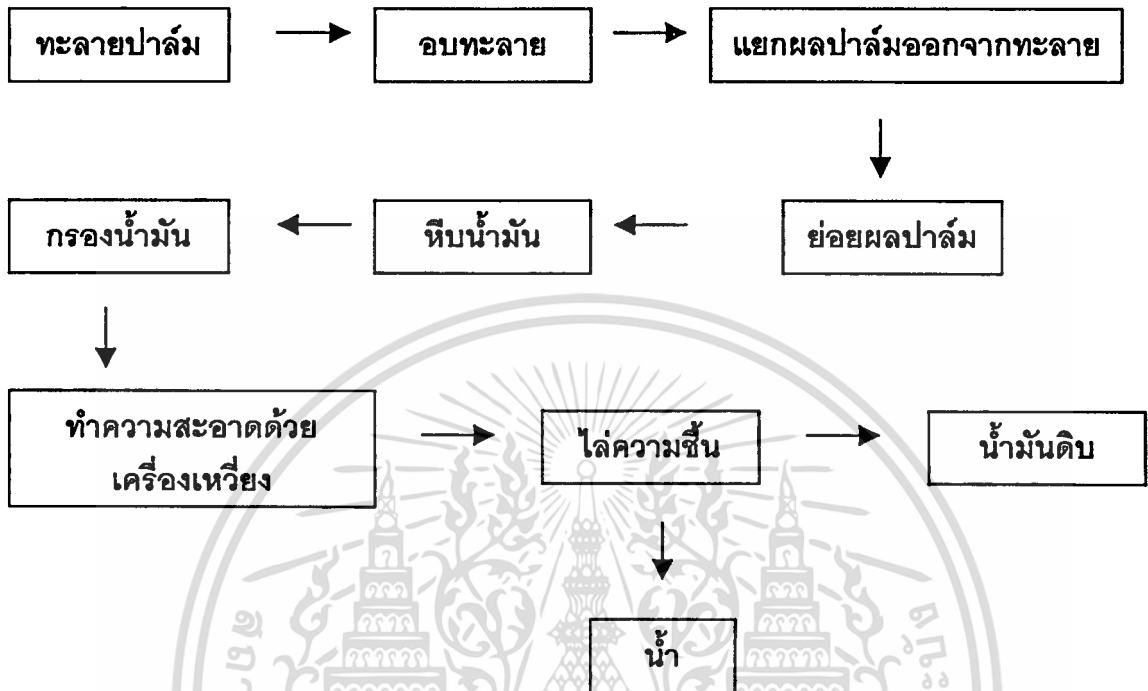 ทะลายปาล์ม
อบทะลาย
แยกผลปาล์มออกจากทะลาย
ย่อยผลปาล์ม
หีบน้ำมัน
กรองน้ำมัน
ทำความสะอาดด้วย
เครื่องเหวี่ยง
ไล่ความชื้น
น้ำมันดิบ
น้ำ